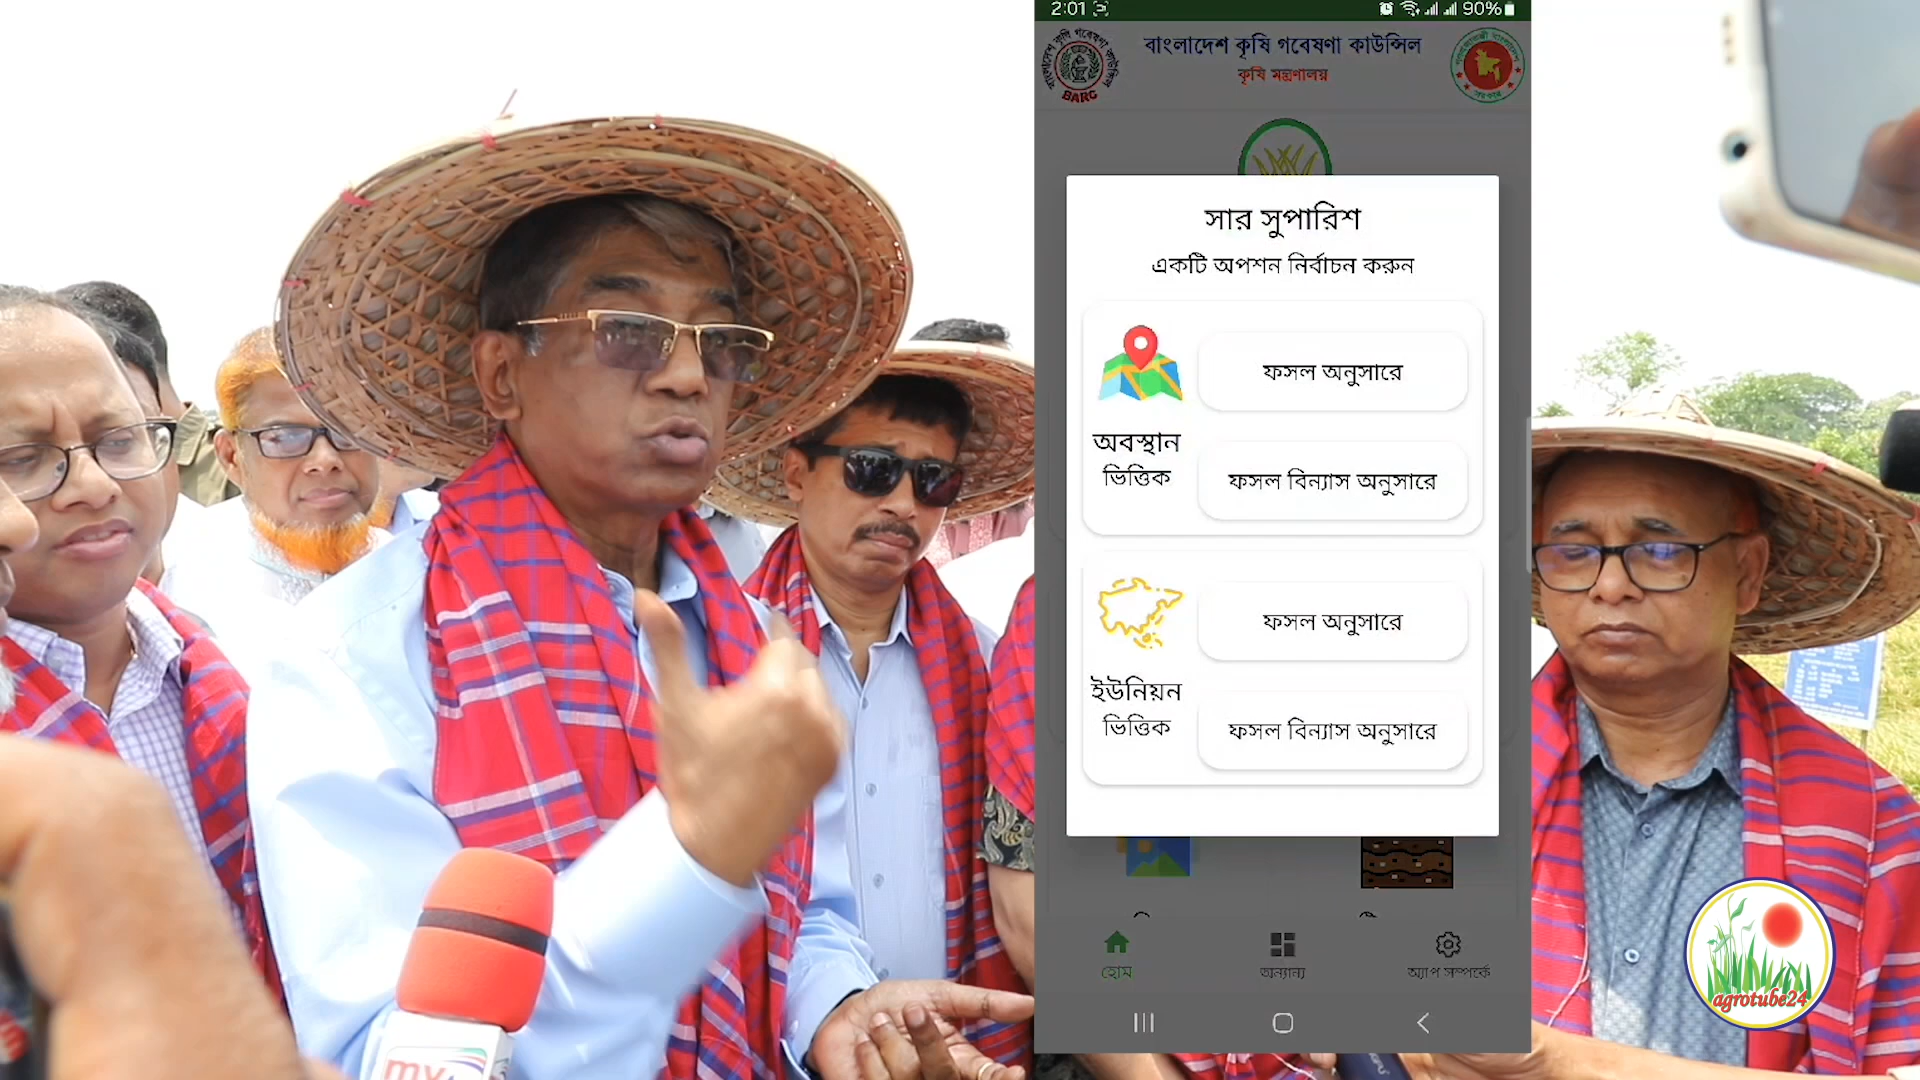 2:01
90%
বাংলাদেশ কৃষি গবেষণা কাউন্সিল
কৃষি মন্ত্রণালয়
BARC
সার সুপারিশ
একটি অপশন নির্বাচন করুন
অবস্থান
ভিত্তিক
ফসল অনুসারে
ফসল বিন্যাস অনুসারে
ইউনিয়ন
ভিত্তিক
ফসল অনুসারে
ফসল বিন্যাস অনুসারে
হোম
অন্যান্য
অ্যাপ সম্পর্কে
my
agrotube24